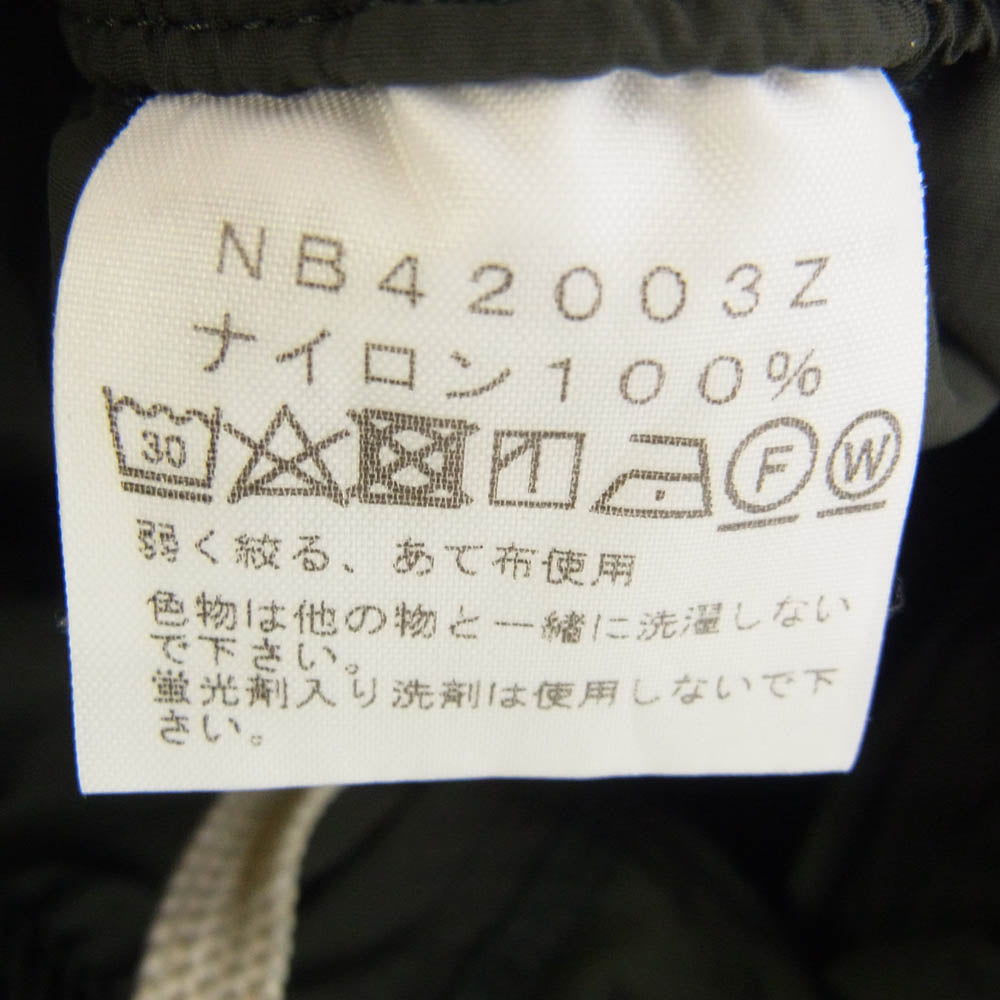 NB42003Z
ナイロン100%
30 F W
弱く絞る、あて布使用
色物は他の物と一緒に洗濯しない
で下さい。
蛍光剤入り洗剤は使用しないで下
さい。